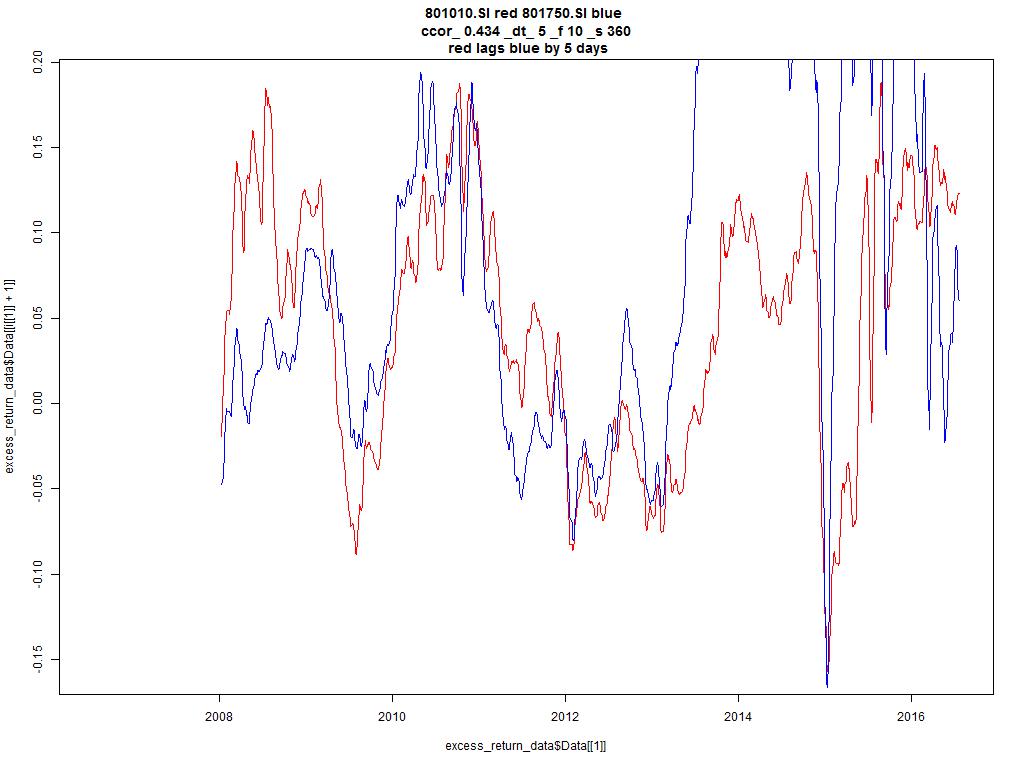 801010.SI red 801750.SI blue
ccor_ 0.434 _dt_ 5 _f 10 _s 360
red lags blue by 5 days
excess_return_data$Data[[i[[1]] + 1]]
0.20
0.15
0.10
0.05
0.00
-0.05
-0.10
-0.15
2008
2010
2012
2014
2016
excess_return_data$Data[[1]]